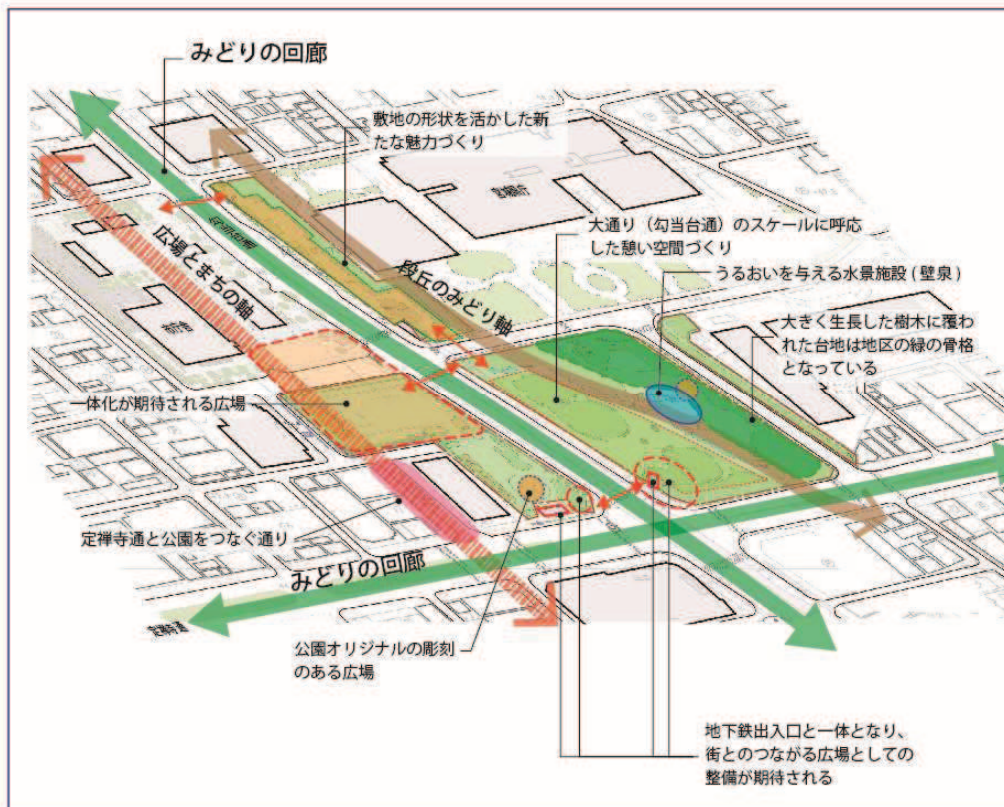 みどりの回廊
敷地の形状を活かした新
たな魅力づくり
大通り（勾当台通）のスケールに呼応
した憩い空間づくり
うるおいを与える水景施設（壁泉）
大きく生長した樹木に覆わ
れた台地は地区の緑の骨格
となっている
広場とまちの軸
段丘のみどり軸
一体化が期待される広場
定禅寺通と公園をつなぐ通り
みどりの回廊
定禅寺通
公園オリジナルの彫刻
のある広場
地下鉄出入口と一体となり、
街とのつながる広場としての
整備が期待される